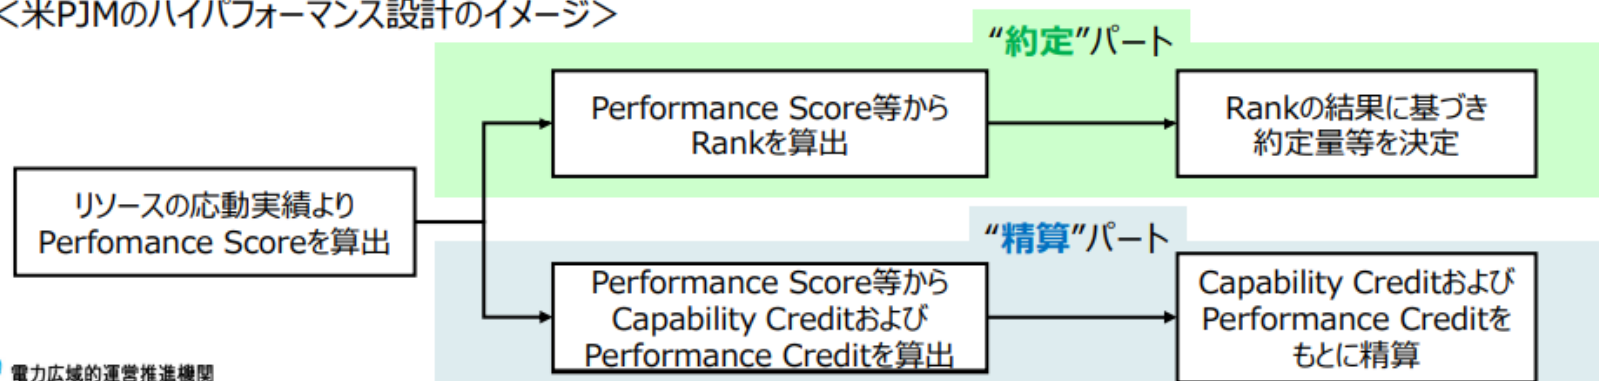 ＜米PJMのハイパフォーマンス設計のイメージ＞
“約定”パート
Performance Score等から
Rankを算出
Rankの結果に基づき
約定量等を決定
リソースの応動実績より
Perfomance Scoreを算出
“精算”パート
Performance Score等から
Capability Creditおよび
Performance Creditを算出
Capability Creditおよび
Performance Creditを
もとに精算
電力広域的運営推進機関